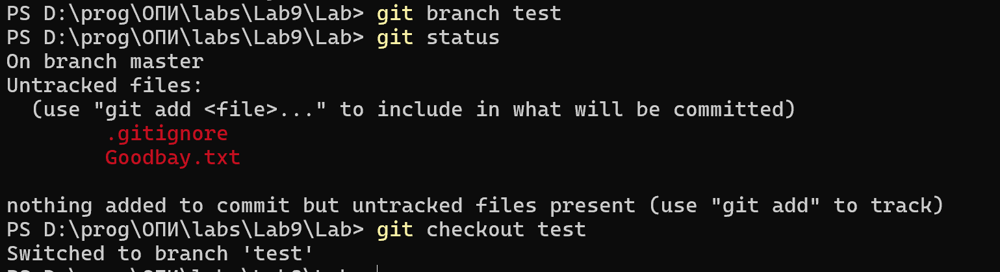 PS D:\prog\ОПИ\labs\Lab9\Lab> git branch test
PS D:\prog\ОПИ\labs\Lab9\Lab> git status
On branch master
Untracked files:
  (use "git add <file>..." to include in what will be committed)
        .gitignore
        Goodbay.txt

nothing added to commit but untracked files present (use "git add" to track)
PS D:\prog\ОПИ\labs\Lab9\Lab> git checkout test
Switched to branch 'test'